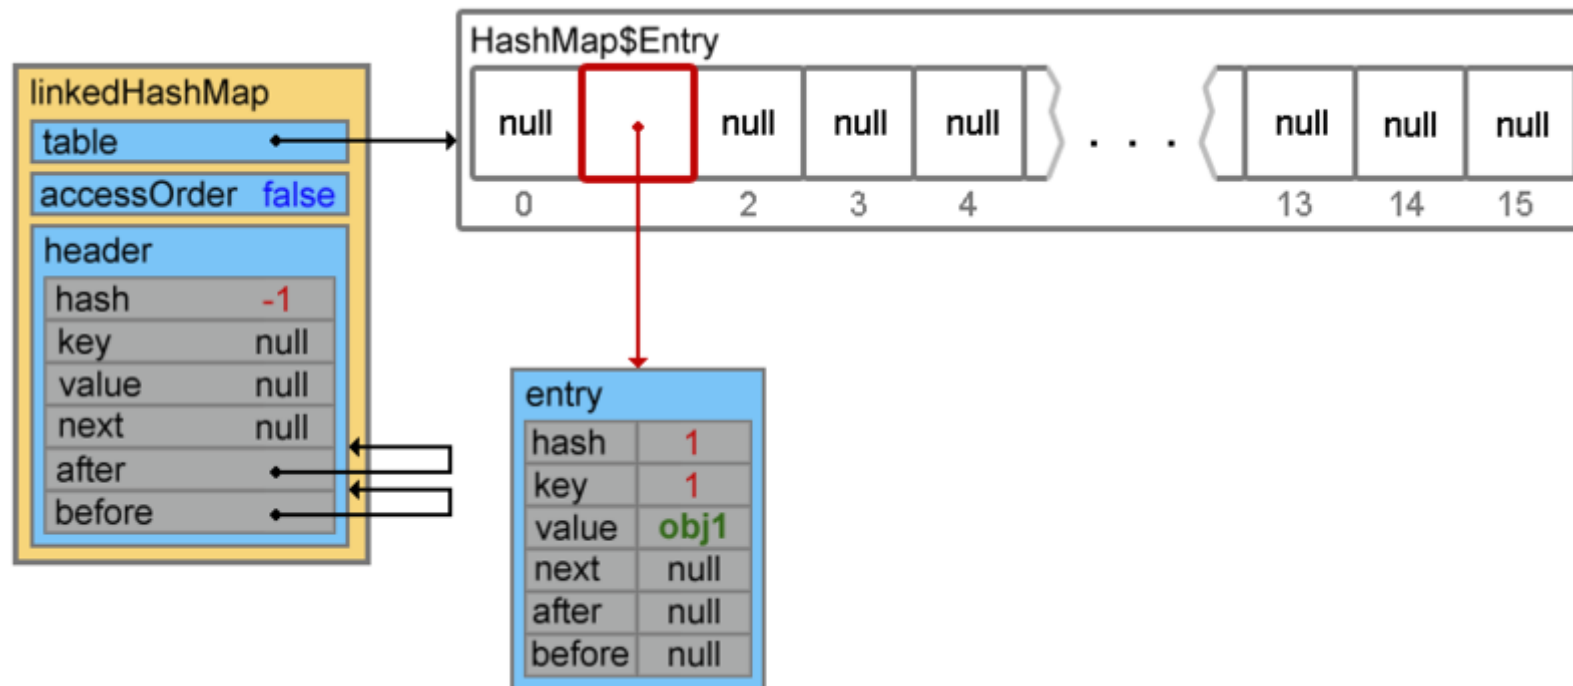 HashMap$Entry
null null null null . . . null null null
0 2 3 4 13 14 15
linkedHashMap
table
accessOrder false
header
hash -1
key null
value null
next null
after
before
entry
hash 1
key 1
value obj1
next null
after null
before null